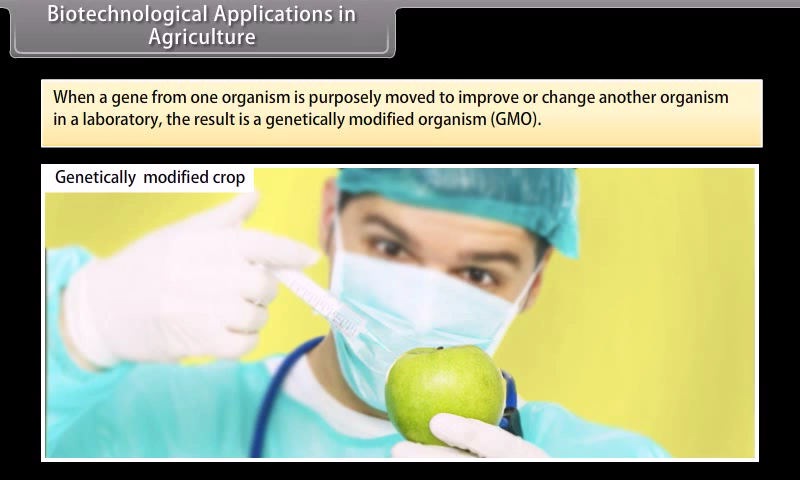 Biotechnological Applications in
Agriculture
When a gene from one organism is purposely moved to improve or change another organism
in a laboratory, the result is a genetically modified organism (GMO).
Genetically modified crop